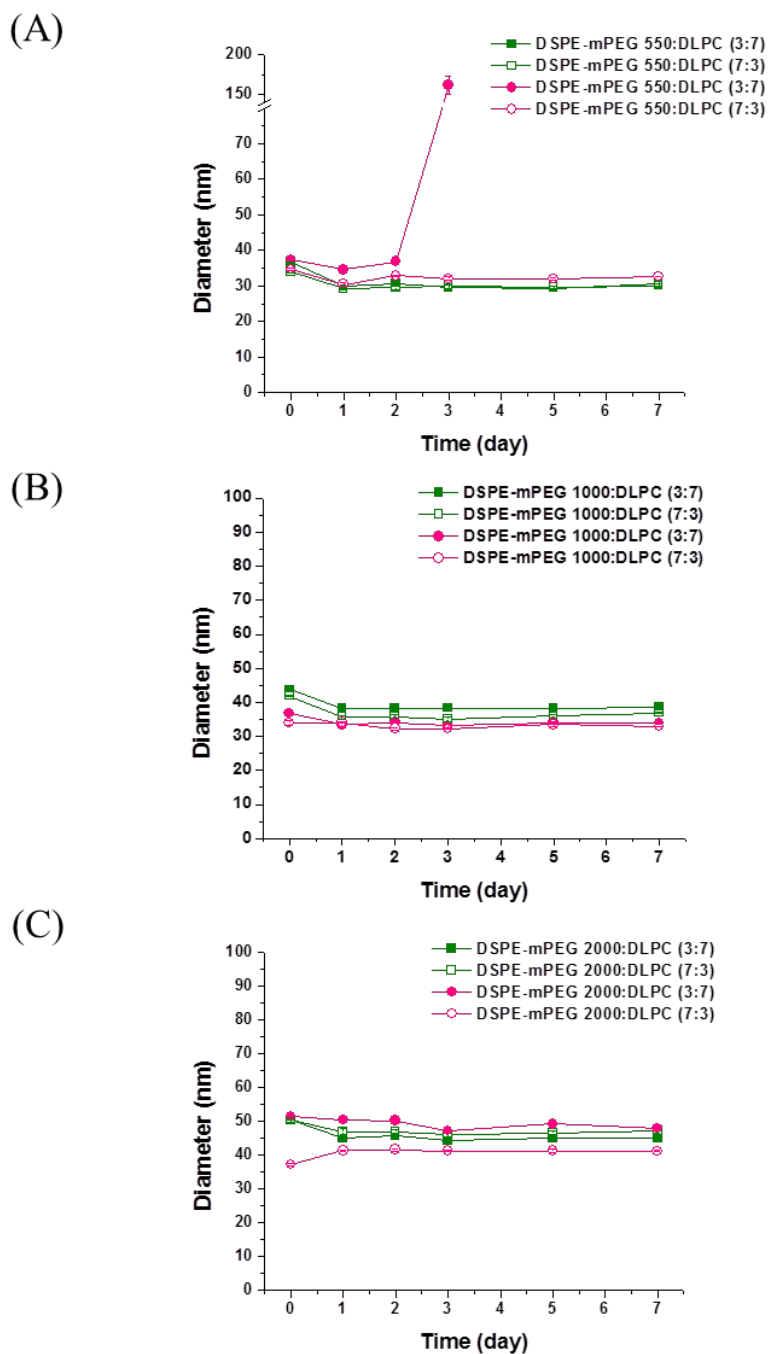 (A)
DSPE-mPEG 550:DLPC (3:7)
DSPE-mPEG 550:DLPC (7:3)
DSPE-mPEG 550:DLPC (3:7)
DSPE-mPEG 550:DLPC (7:3)
200
150
70
60
50
40
30
20
10
0
Diameter (nm)
0 1 2 3 4 5 6 7
Time (day)
(B)
DSPE-mPEG 1000:DLPC (3:7)
DSPE-mPEG 1000:DLPC (7:3)
DSPE-mPEG 1000:DLPC (3:7)
DSPE-mPEG 1000:DLPC (7:3)
100
90
80
70
60
50
40
30
20
10
0
Diameter (nm)
0 1 2 3 4 5 6 7
Time (day)
(C)
DSPE-mPEG 2000:DLPC (3:7)
DSPE-mPEG 2000:DLPC (7:3)
DSPE-mPEG 2000:DLPC (3:7)
DSPE-mPEG 2000:DLPC (7:3)
100
90
80
70
60
50
40
30
20
10
0
Diameter (nm)
0 1 2 3 4 5 6 7
Time (day)